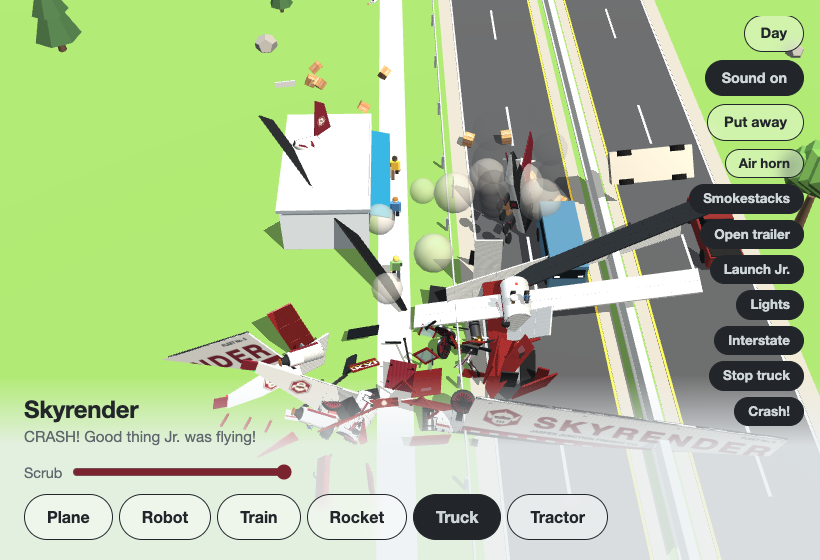 Day
Sound on
Put away
Air horn
Smokestacks
Open trailer
Launch Jr.
Lights
Interstate
Stop truck
Crash!
NDER
SKYRENDER
Skyrender
CRASH! Good thing Jr. was flying!
Scrub
Plane
Robot
Train
Rocket
Truck
Tractor